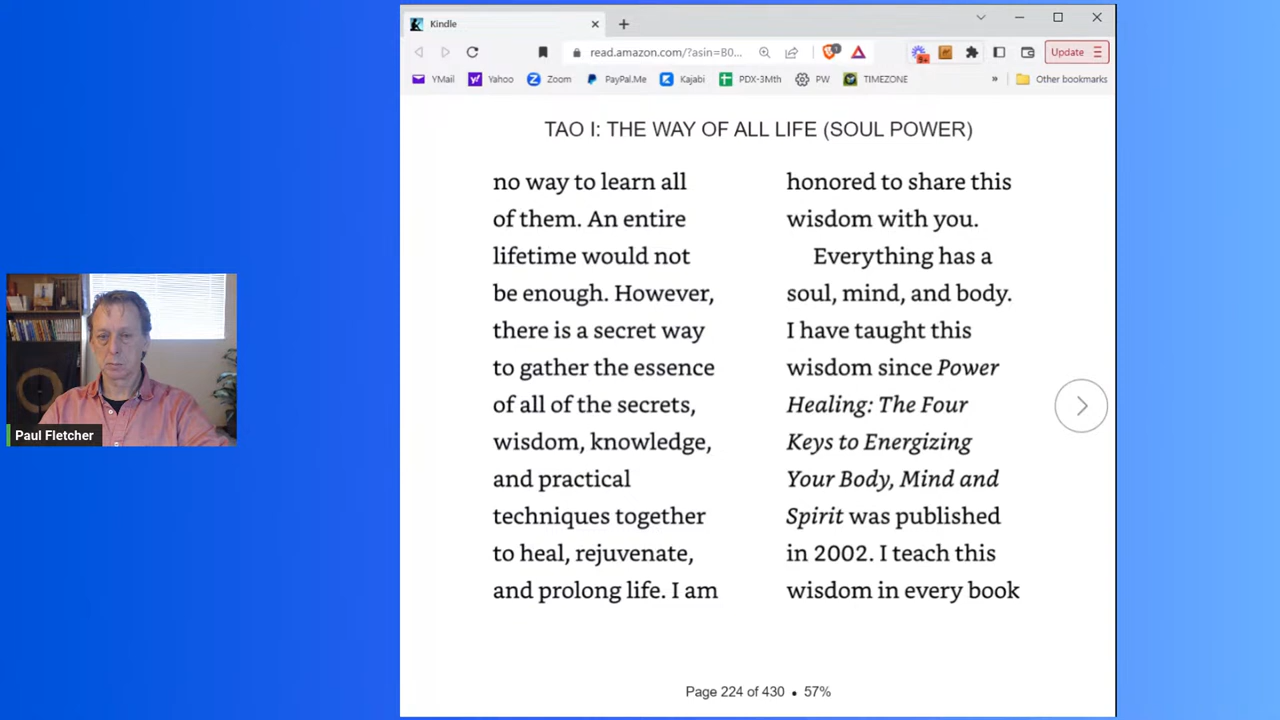 Kindle
read.amazon.com/?asin=B0...
Update
YMail
Yahoo
Zoom
PayPal.Me
Kajabi
PDX-3Mth
PW
TIMEZONE
»
Other bookmarks
TAO I: THE WAY OF ALL LIFE (SOUL POWER)
no way to learn all
of them. An entire
lifetime would not
be enough. However,
there is a secret way
to gather the essence
of all of the secrets,
wisdom, knowledge,
and practical
techniques together
to heal, rejuvenate,
and prolong life. I am
honored to share this
wisdom with you.
Everything has a
soul, mind, and body.
I have taught this
wisdom since Power
Healing: The Four
Keys to Energizing
Your Body, Mind and
Spirit was published
in 2002. I teach this
wisdom in every book
Page 224 of 430 • 57%
Paul Fletcher